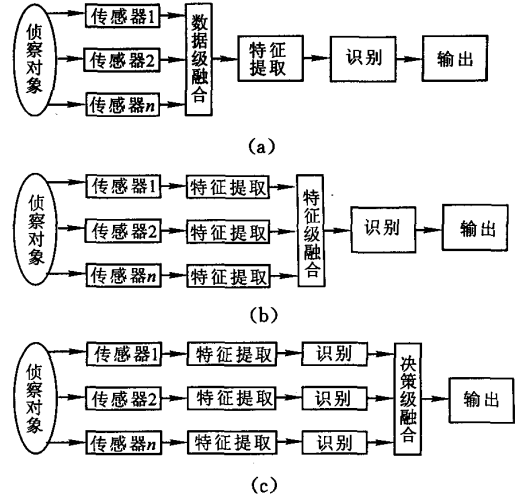 侦察对象
传感器1
传感器2
传感器n
数据级融合
特征提取
识别
输出
(a)
侦察对象
传感器1
特征提取
传感器2
特征提取
传感器n
特征提取
特征级融合
识别
输出
(b)
侦察对象
传感器1
特征提取
识别
传感器2
特征提取
识别
传感器n
特征提取
识别
决策级融合
输出
(c)